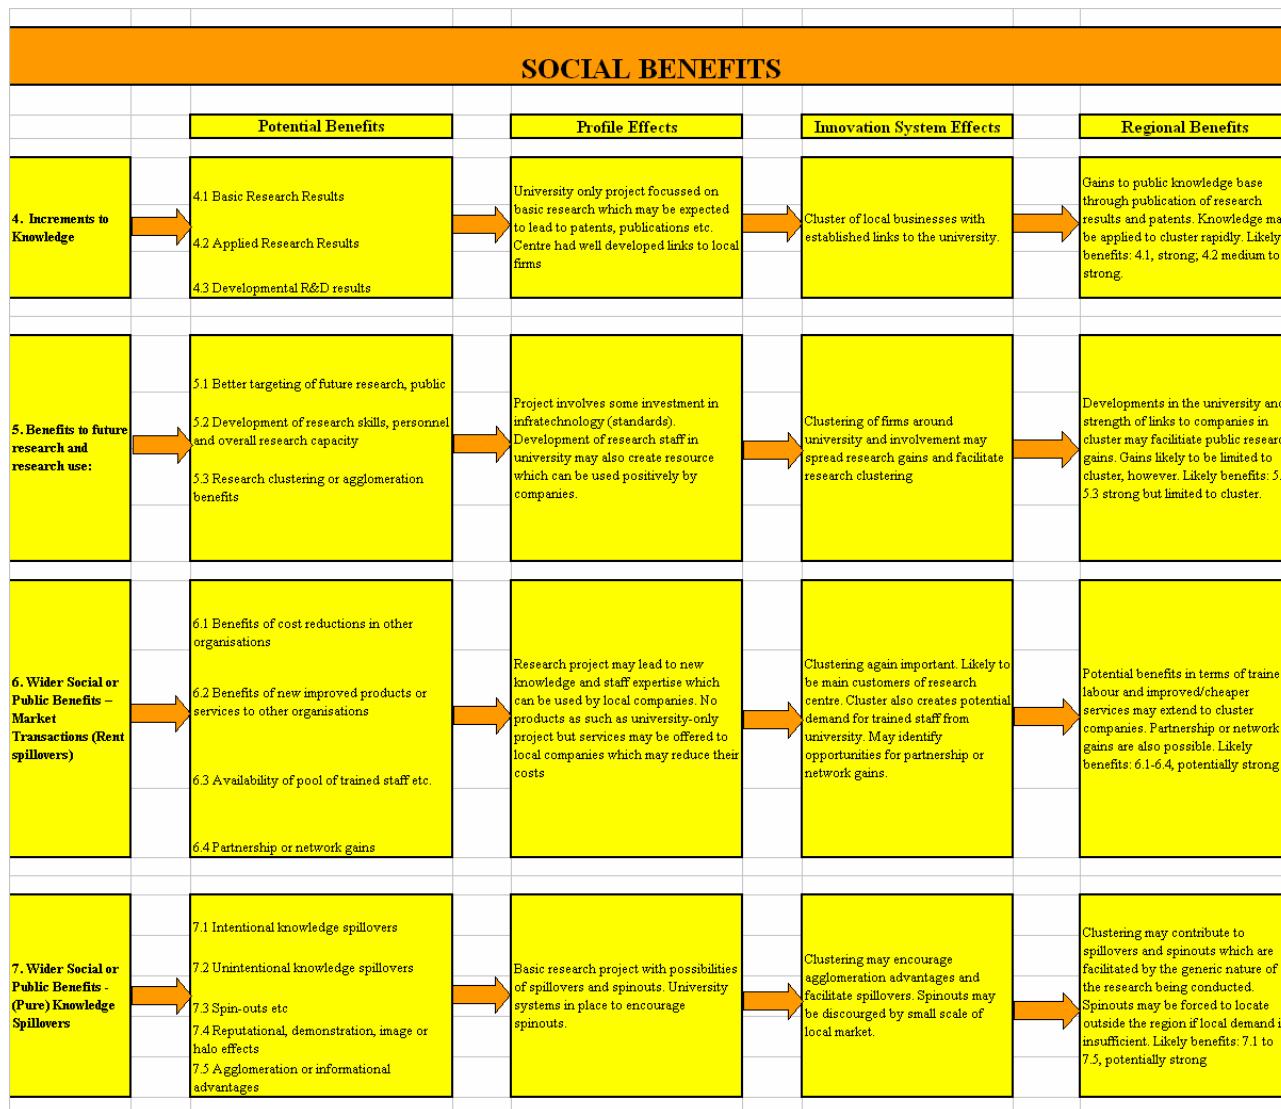 SOCIAL BENEFITS
Potential Benefits
Profile Effects
Innovation System Effects
Regional Benefits
4. Increments to
Knowledge
4.1 Basic Research Results
4.2 Applied Research Results
4.3 Developmental R&D results
University only project focussed on
basic research which may be expected
to lead to patents, publications etc.
Centre had well developed links to local
firms
Cluster of local businesses with
established links to the university.
Gains to public knowledge base
through publication of research
results and patents. Knowledge ma
be applied to cluster rapidly. Likely
benefits: 4.1, strong; 4.2 medium to
strong.
5. Benefits to future
research and
research use:
5.1 Better targeting of future research, public
5.2 Development of research skills, personnel
and overall research capacity
5.3 Research clustering or agglomeration
benefits
Project involves some investment in
infratechnology (standards).
Development of research staff in
university may also create resource
which can be used positively by
companies.
Clustering of firms around
university and involvement may
spread research gains and facilitate
research clustering
Developments in the university and
strength of links to companies in
cluster may facilitiate public researc
gains. Gains likely to be limited to
cluster, however. Likely benefits: 5.
5.3 strong but limited to cluster.
6. Wider Social or
Public Benefits –
Market
Transactions (Rent
spillovers)
6.1 Benefits of cost reductions in other
organisations
6.2 Benefits of new improved products or
services to other organisations
6.3 Availability of pool of trained staff etc.
6.4 Partnership or network gains
Research project may lead to new
knowledge and staff expertise which
can be used by local companies. No
products as such as university-only
project but services may be offered to
local companies which may reduce their
costs
Clustering again important. Likely to
be main customers of research
centre. Cluster also creates potential
demand for trained staff from
university. May identify
opportunities for partnership or
network gains.
Potential benefits in terms of traine
labour and improved/cheaper
services may extend to cluster
companies. Partnership or network
gains are also possible. Likely
benefits: 6.1-6.4, potentially strong
7. Wider Social or
Public Benefits -
(Pure) Knowledge
Spillovers
7.1 Intentional knowledge spillovers
7.2 Unintentional knowledge spillovers
7.3 Spin-outs etc
7.4 Reputational, demonstration, image or
halo effects
7.5 Agglomeration or informational
advantages
Basic research project with possibilities
of spillovers and spinouts. University
systems in place to encourage
spinouts.
Clustering may encourage
agglomeration advantages and
facilitate spillovers. Spinouts may
be discourged by small scale of
local market.
Clustering may contribute to
spillovers and spinouts which are
facilitated by the generic nature of
the research being conducted.
Spinouts may be forced to locate
outside the region if local demand i
insufficient. Likely benefits: 7.1 to
7.5, potentially strong